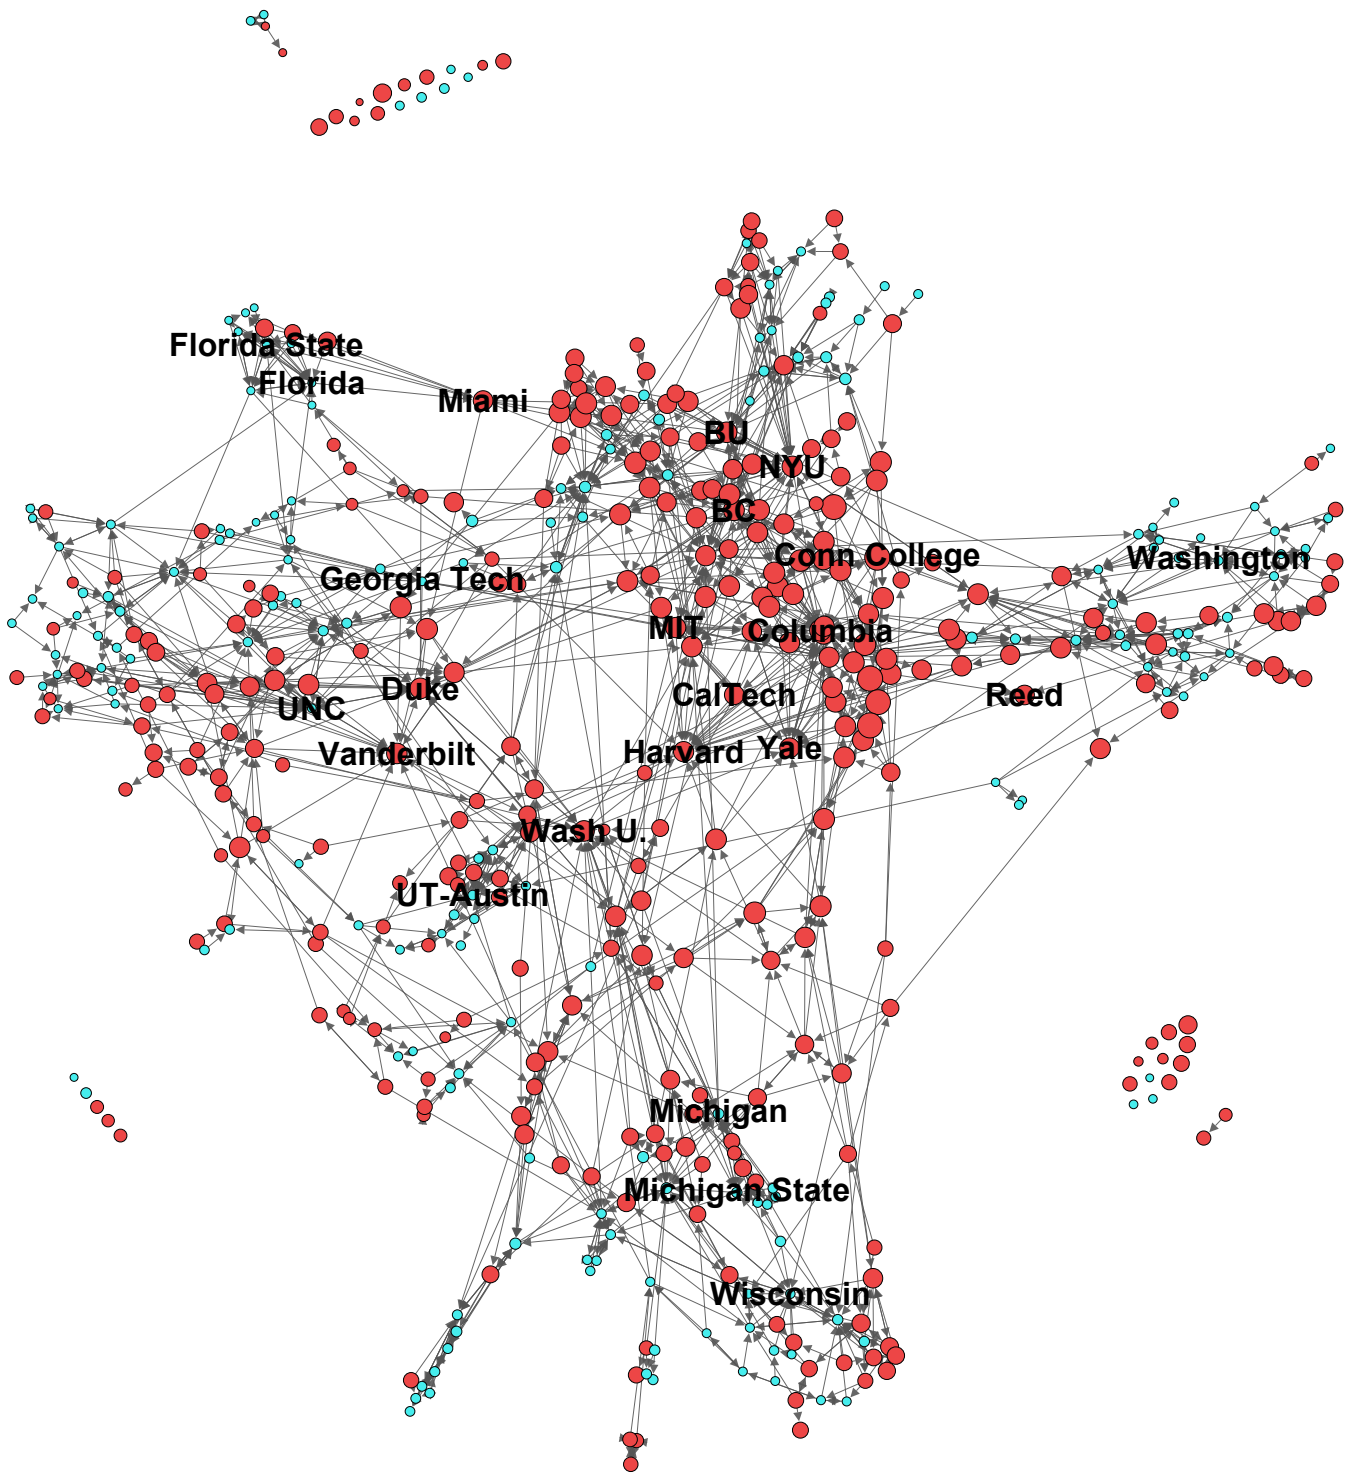 Florida State
Florida
Miami
BU
NYU
BC
Conn College
Washington
Georgia Tech
MIT
Columbia
Duke
UNC
CalTech
Reed
Vanderbilt
Harvard
Yale
Wash U.
UT-Austin
Michigan
Michigan State
Wisconsin